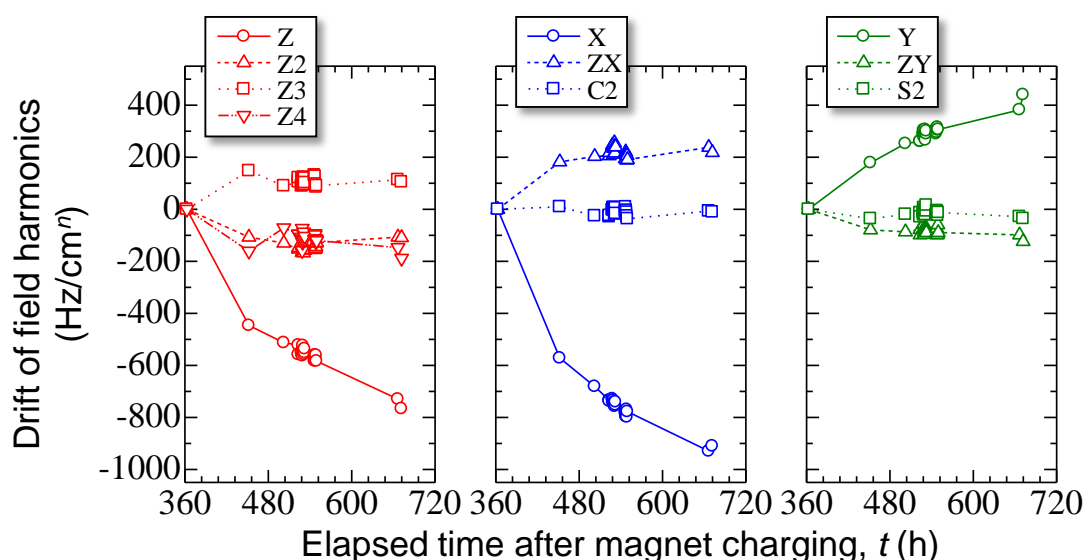 Z
Z2
Z3
Z4
X
ZX
C2
Y
ZY
S2
Drift of field harmonics
(Hz/cmⁿ)
400
200
0
-200
-400
-600
-800
-1000
360 480 600 720
360 480 600 720
360 480 600 720
Elapsed time after magnet charging, t (h)